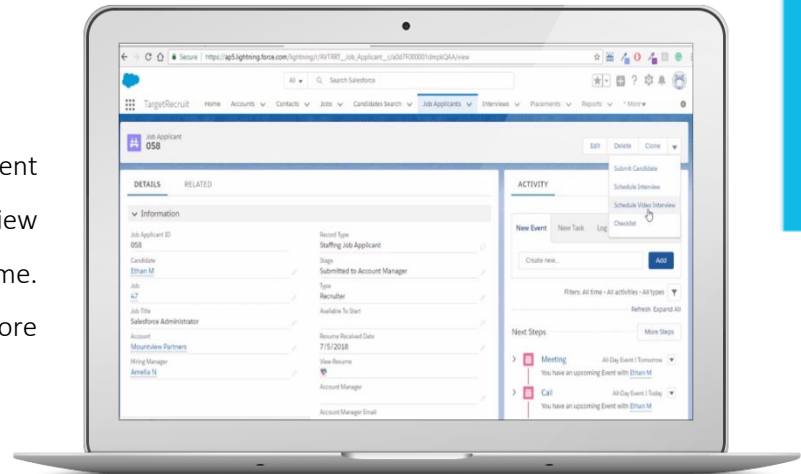 ent
iew
me.
ore
Secure | https://ap5.lightning.force.com/lightning/r/AVTRRT__Job_Applicant__c/a0d7F000001dmpkQAA/view
All
Search Salesforce
TargetRecruit Home Accounts Contacts Jobs Candidates Search Job Applicants Interviews Placements Reports * More
Job Applicant
058
Edit Delete Clone
Submit Candidate
Schedule Interview
Schedule Video Interview
Checklist
DETAILS RELATED
Information
Job Applicant ID
058
Record Type
Staffing Job Applicant
Candidate
Ethan M
Stage
Submitted to Account Manager
Job
47
Type
Recruiter
Job Title
Salesforce Administrator
Available To Start
Account
Mountview Partners
Resume Received Date
7/5/2018
Hiring Manager
Amelia N
View Resume
Account Manager
Account Manager Email
ACTIVITY
New Event New Task Log
Create new...
Add
Filters: All time • All activities • All types
Refresh Expand All
Next Steps
More Steps
Meeting
All-Day Event | Tomorrow
You have an upcoming Event with Ethan M
Call
All-Day Event | Today
You have an upcoming Event with Ethan M